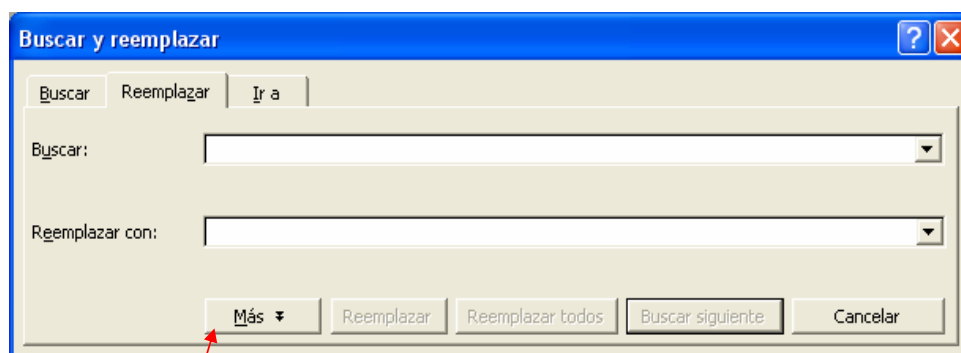 Buscar y reemplazar
Buscar Reemplazar Ir a
Buscar:
Reemplazar con:
Más Reemplazar Reemplazar todos Buscar siguiente Cancelar